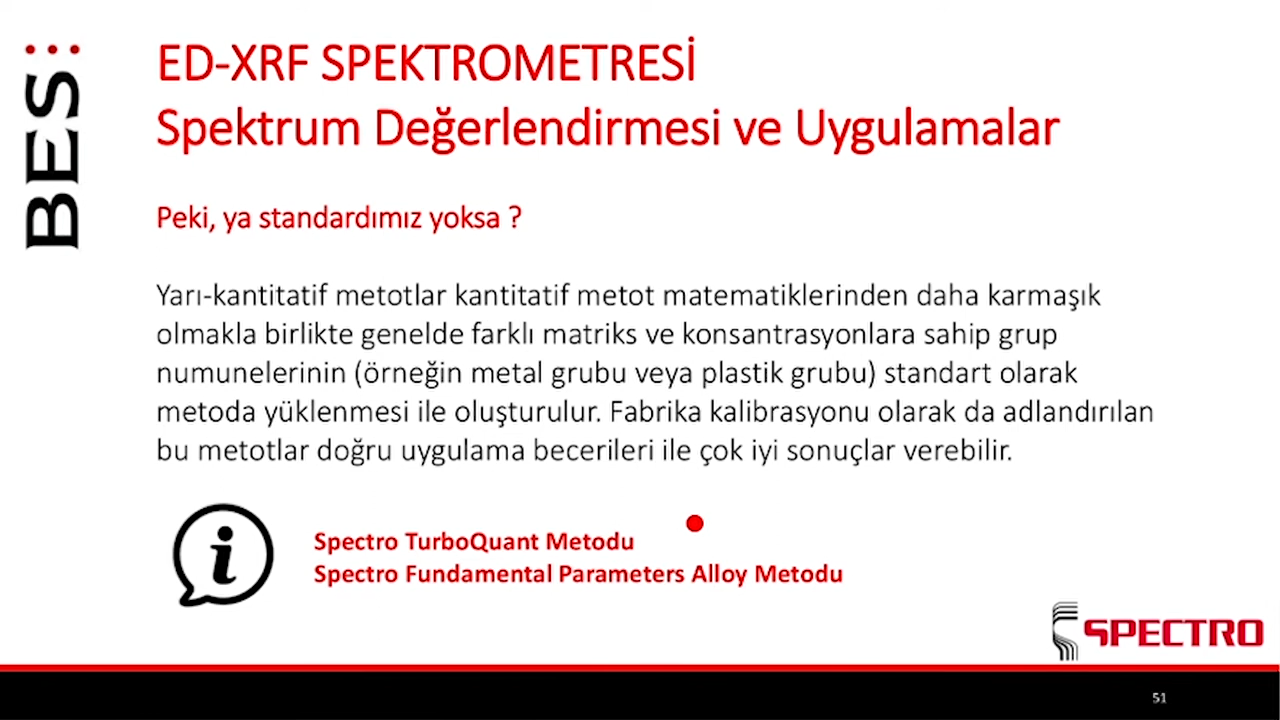 BES
ED-XRF SPEKTROMETRESİ
Spektrum Değerlendirmesi ve Uygulamalar
Peki, ya standardımız yoksa ?
Yarı-kantitatif metotlar kantitatif metot matematiklerinden daha karmaşık
olmakla birlikte genelde farklı matriks ve konsantrasyonlara sahip grup
numunelerinin (örneğin metal grubu veya plastik grubu) standart olarak
metoda yüklenmesi ile oluşturulur. Fabrika kalibrasyonu olarak da adlandırılan
bu metotlar doğru uygulama becerileri ile çok iyi sonuçlar verebilir.
i
Spectro TurboQuant Metodu
Spectro Fundamental Parameters Alloy Metodu
SPECTRO
51